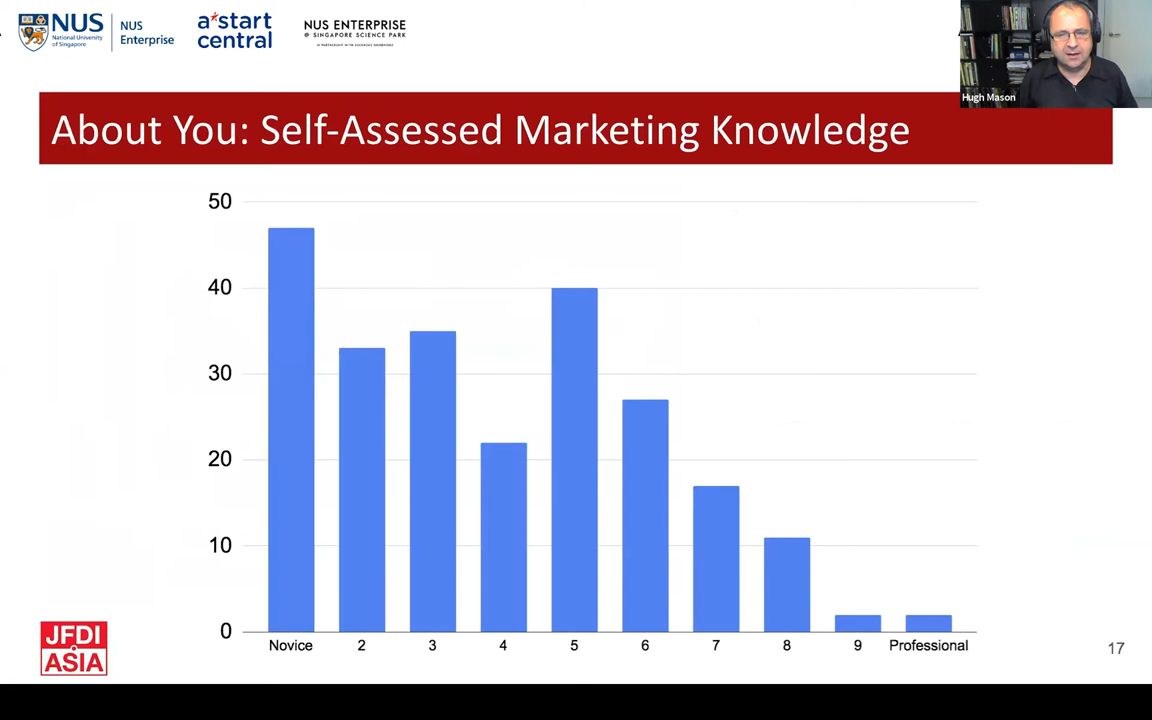 NUS
National University
of Singapore
NUS
Enterprise
a*start
central
NUS ENTERPRISE
@ SINGAPORE SCIENCE PARK
Hugh Mason
About You: Self-Assessed Marketing Knowledge
50
40
30
20
10
0
Novice 2 3 4 5 6 7 8 9 Professional
JFDI
ASIA
17